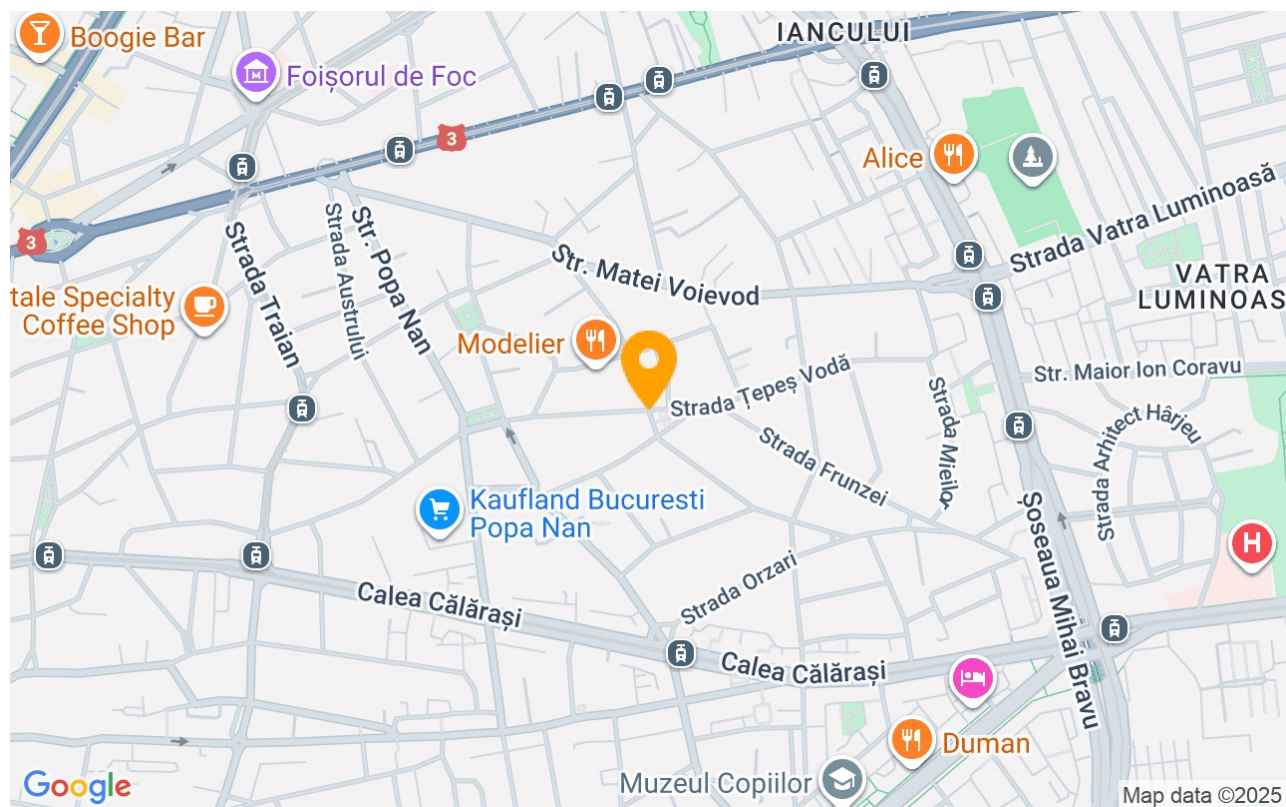 IANCULUI
Boogie Bar
Foișorul de Foc
3
Alice
Strada Vatra Luminoasă
Str. Popa Nan
Strada Austrului
Strada Traian
3
Str. Matei Voievod
VATRA
LUMINOAS
tale Specialty
Coffee Shop
Modelier
Str. Maior Ion Coravu
Strada Țepeș Vodă
Strada Mieilor
Strada Arhitect Hârjeu
Strada Frunzei
Kaufland Bucuresti
Popa Nan
Șoseaua Mihai Bravu
H
Strada Orzari
Calea Călărași
Calea Călărași
Duman
Muzeul Copiilor
Google
Map data ©2025